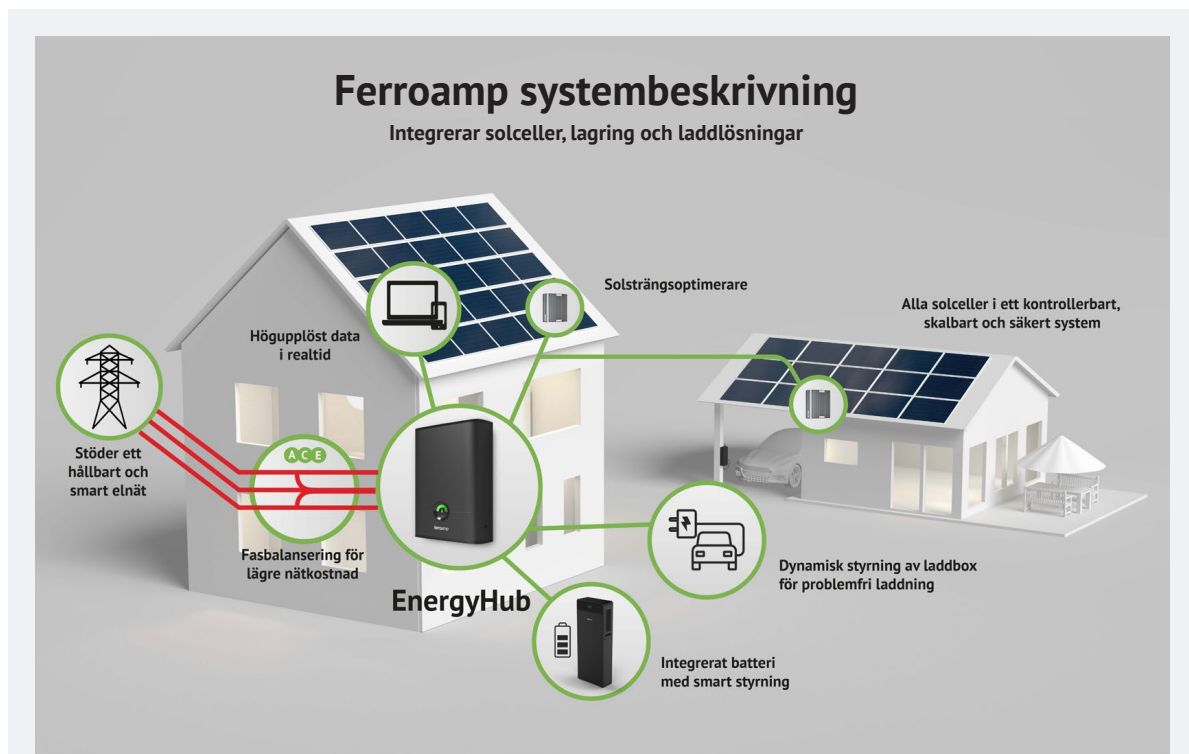 Ferroamp systembeskrivning
Integrerar solceller, lagring och laddlösningar
Solsträngsoptimerare
Alla solceller i ett kontrollerbart,
skalbart och säkert system
Högupplöst data
i realtid
Stöder ett
hållbart och
smart elnät
ACE
Fasbalansering för
lägre nätkostnad
ferroamp
EnergyHub
Dynamisk styrning av laddbox
för problemfri laddning
Integrerat batteri
med smart styrning